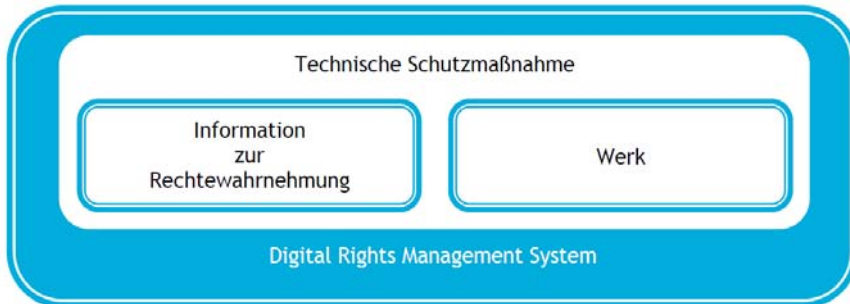 Technische Schutzmaßnahme
Information
zur
Rechtewahrnehmung
Werk
Digital Rights Management System